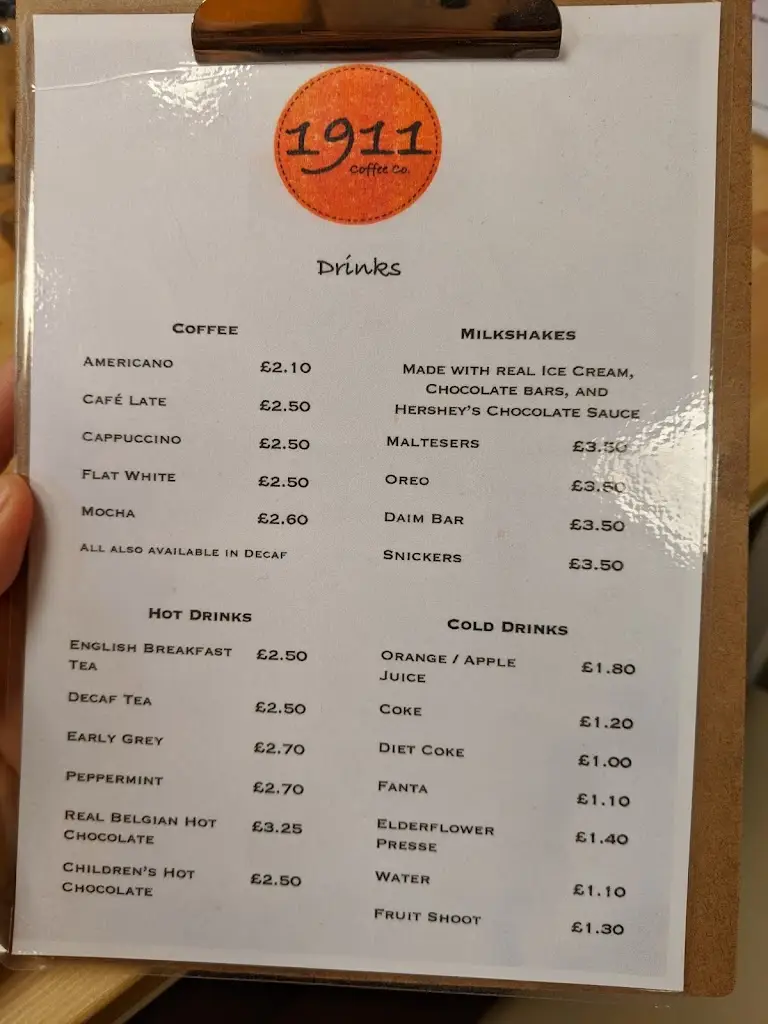 1911
Coffee Co.
Drinks
COFFEE
AMERICANO £2.10
CAFÉ LATE £2.50
CAPPUCCINO £2.50
FLAT WHITE £2.50
MOCHA £2.60
ALL ALSO AVAILABLE IN DECAF
MILKSHAKES
MADE WITH REAL ICE CREAM,
CHOCOLATE BARS, AND
HERSHEY'S CHOCOLATE SAUCE
MALTESERS £3.50
OREO £3.50
DAIM BAR £3.50
SNICKERS £3.50
HOT DRINKS
ENGLISH BREAKFAST £2.50
TEA
DECAF TEA £2.50
EARLY GREY £2.70
PEPPERMINT £2.70
REAL BELGIAN HOT £3.25
CHOCOLATE
CHILDREN'S HOT £2.50
CHOCOLATE
COLD DRINKS
ORANGE / APPLE £1.80
JUICE
COKE £1.20
DIET COKE £1.00
FANTA £1.10
ELDERFLOWER £1.40
PRESSE
WATER £1.10
FRUIT SHOOT £1.30